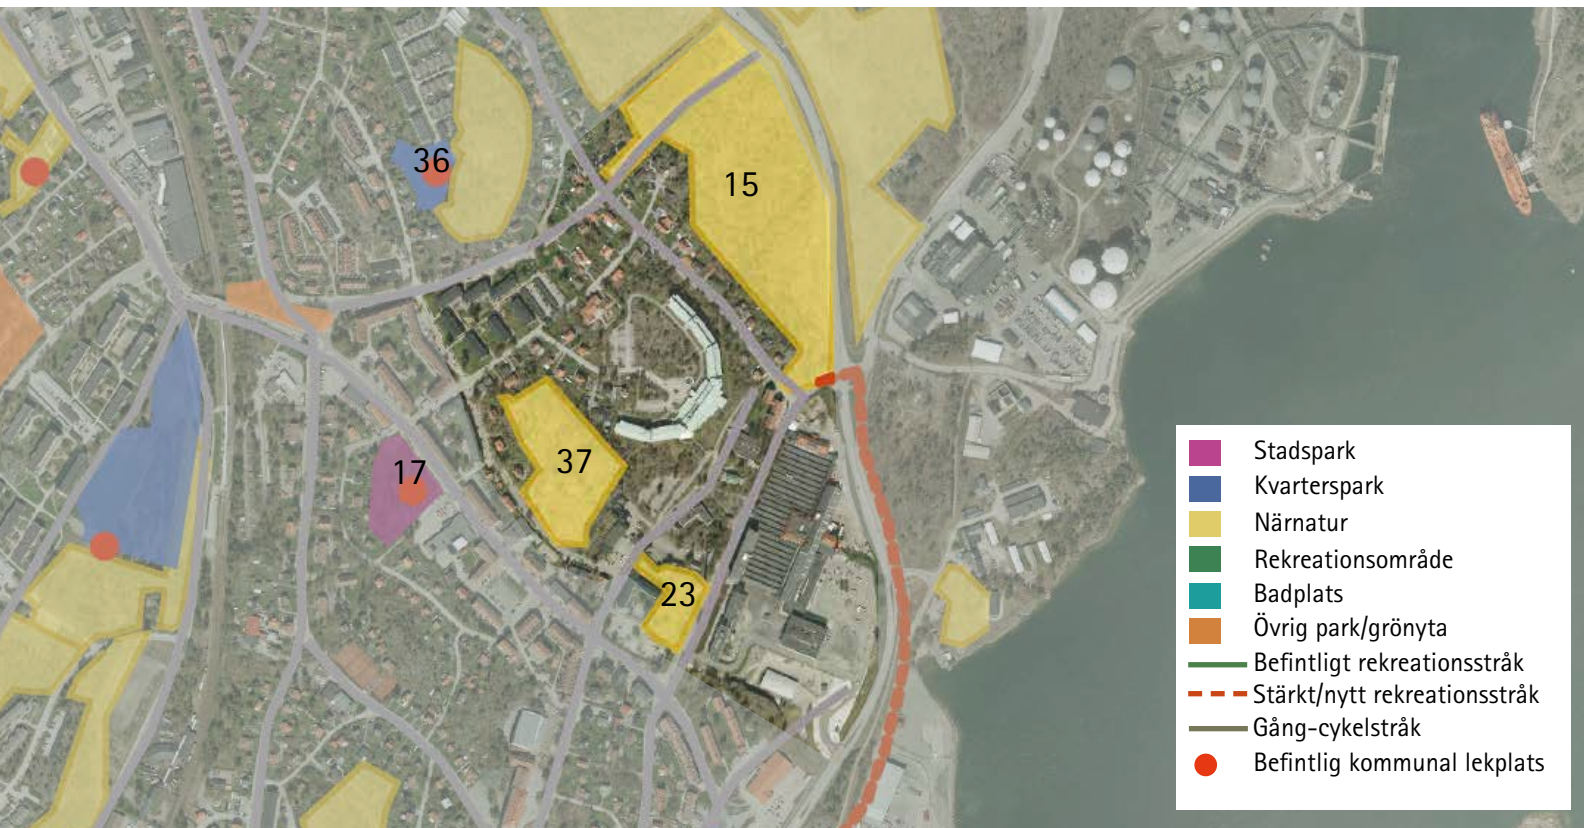 36
15
37
17
23
Stadspark
Kvarterspark
Närnatur
Rekreationsområde
Badplats
Övrig park/grönyta
Befintligt rekreationsstråk
Stärkt/nytt rekreationsstråk
Gång-cykelstråk
Befintlig kommunal lekplats